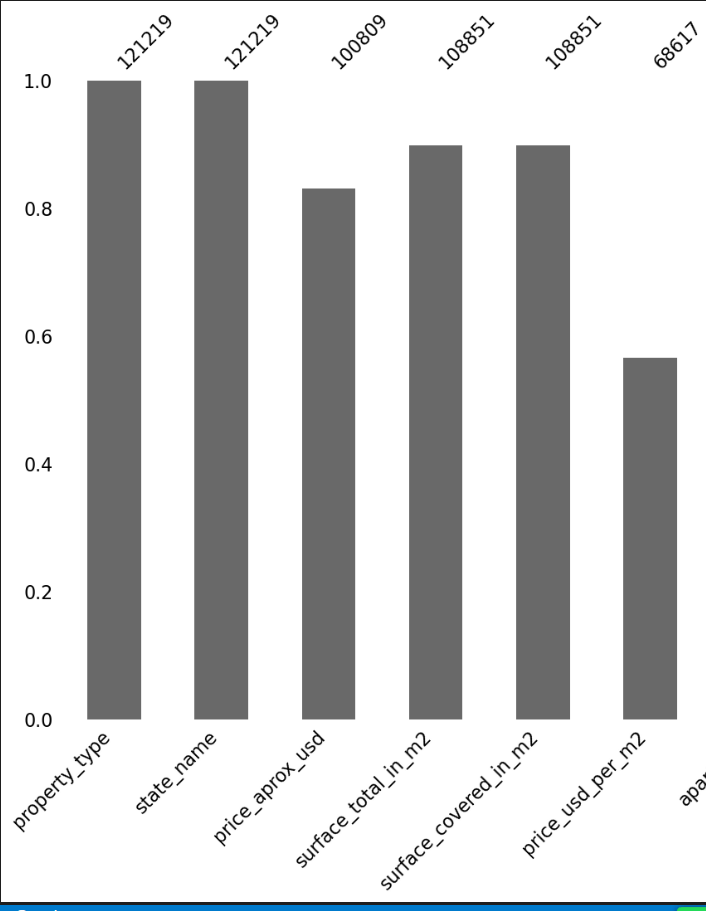 121219
121219
100809
108851
108851
68617
1.0
0.8
0.6
0.4
0.2
0.0
property_type
state_name
price_aprox_usd
surface_total_in_m2
surface_covered_in_m2
price_usd_per_m2